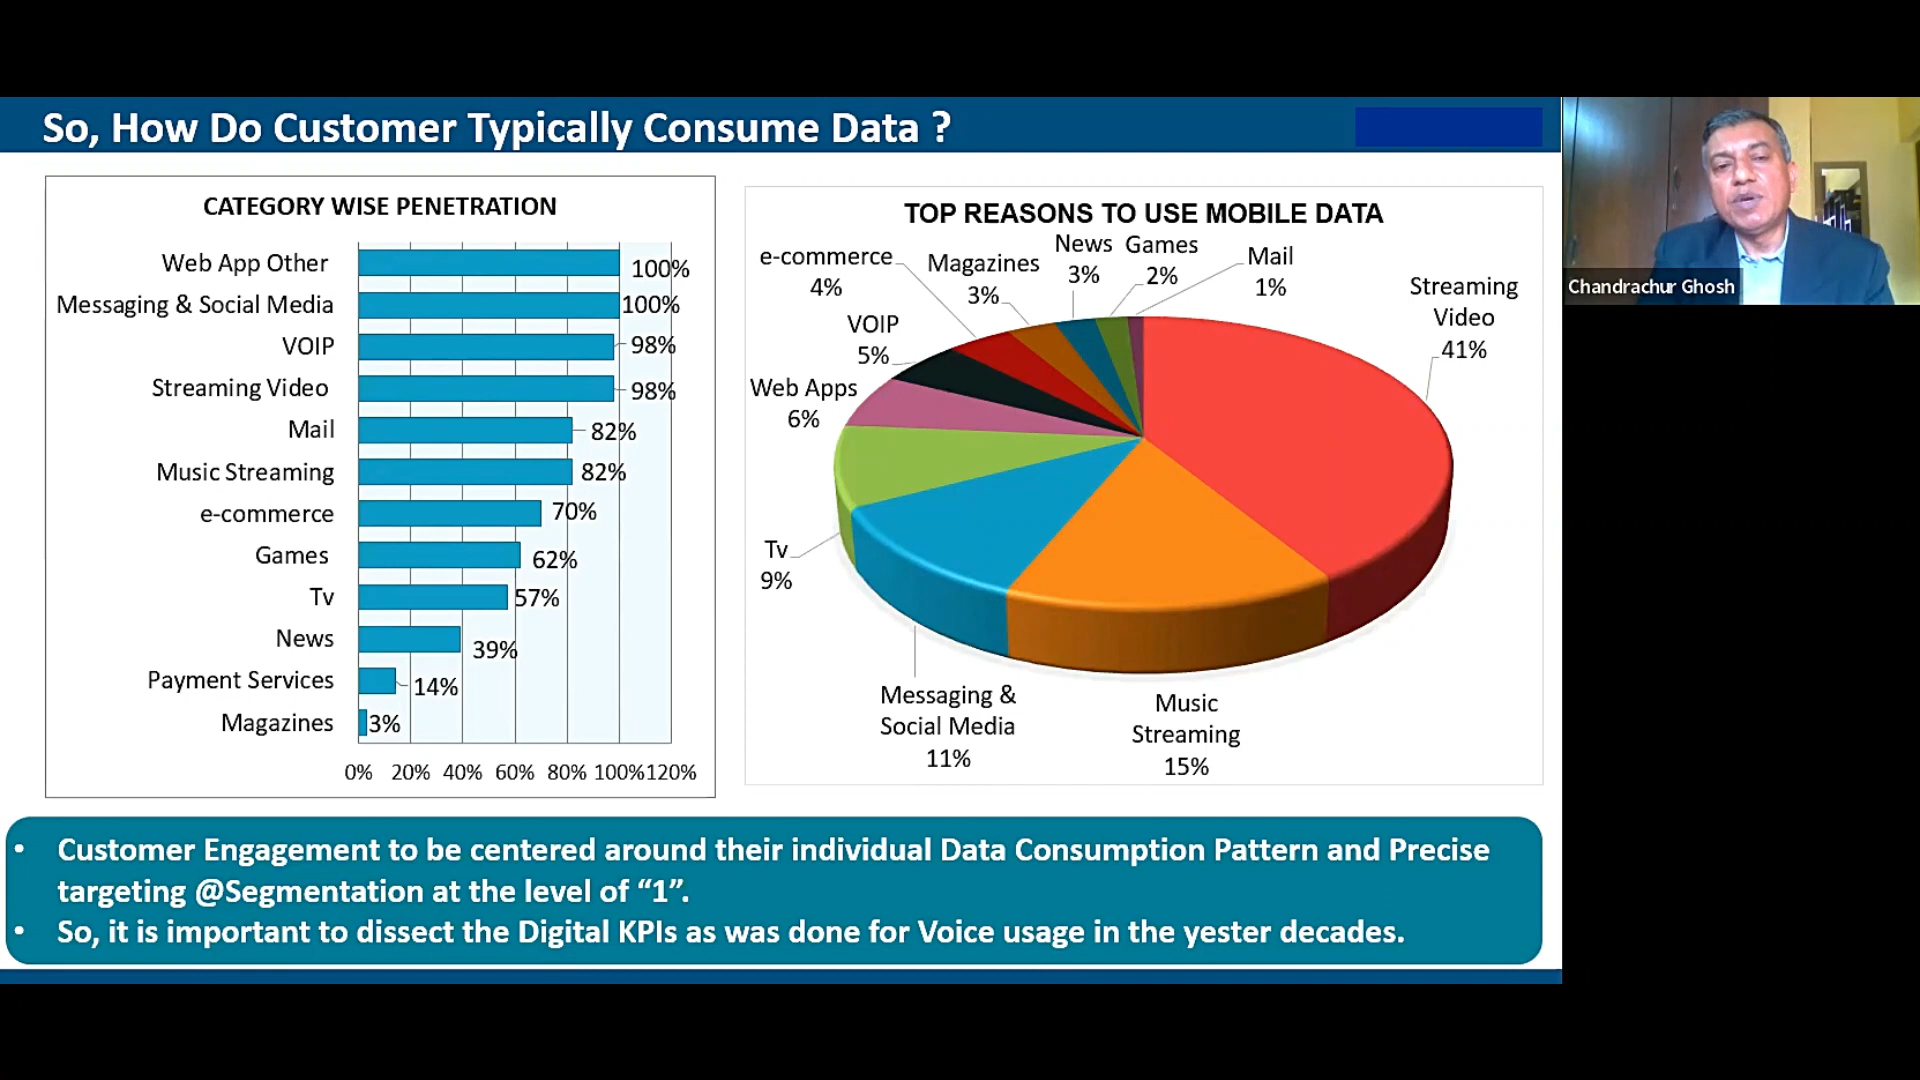 So, How Do Customer Typically Consume Data ?
CATEGORY WISE PENETRATION
Web App Other 100%
Messaging & Social Media 100%
VOIP 98%
Streaming Video 98%
Mail 82%
Music Streaming 82%
e-commerce 70%
Games 62%
Tv 57%
News 39%
Payment Services 14%
Magazines 3%
0% 20% 40% 60% 80% 100% 120%
TOP REASONS TO USE MOBILE DATA
e-commerce
4%
Magazines
3%
News
3%
Games
2%
Mail
1%
Streaming
Video
41%
VOIP
5%
Web Apps
6%
Tv
9%
Messaging &
Social Media
11%
Music
Streaming
15%
• Customer Engagement to be centered around their individual Data Consumption Pattern and Precise
targeting @Segmentation at the level of “1”.
• So, it is important to dissect the Digital KPIs as was done for Voice usage in the yester decades.
Chandrachur Ghosh